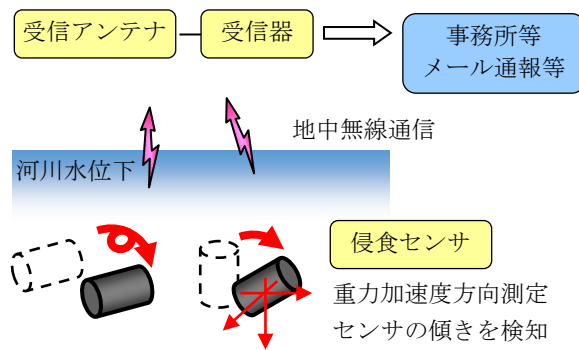 受信アンテナ
受信器
事務所等
メール通報等
地中無線通信
河川水位下
侵食センサ
重力加速度方向測定
センサの傾きを検知